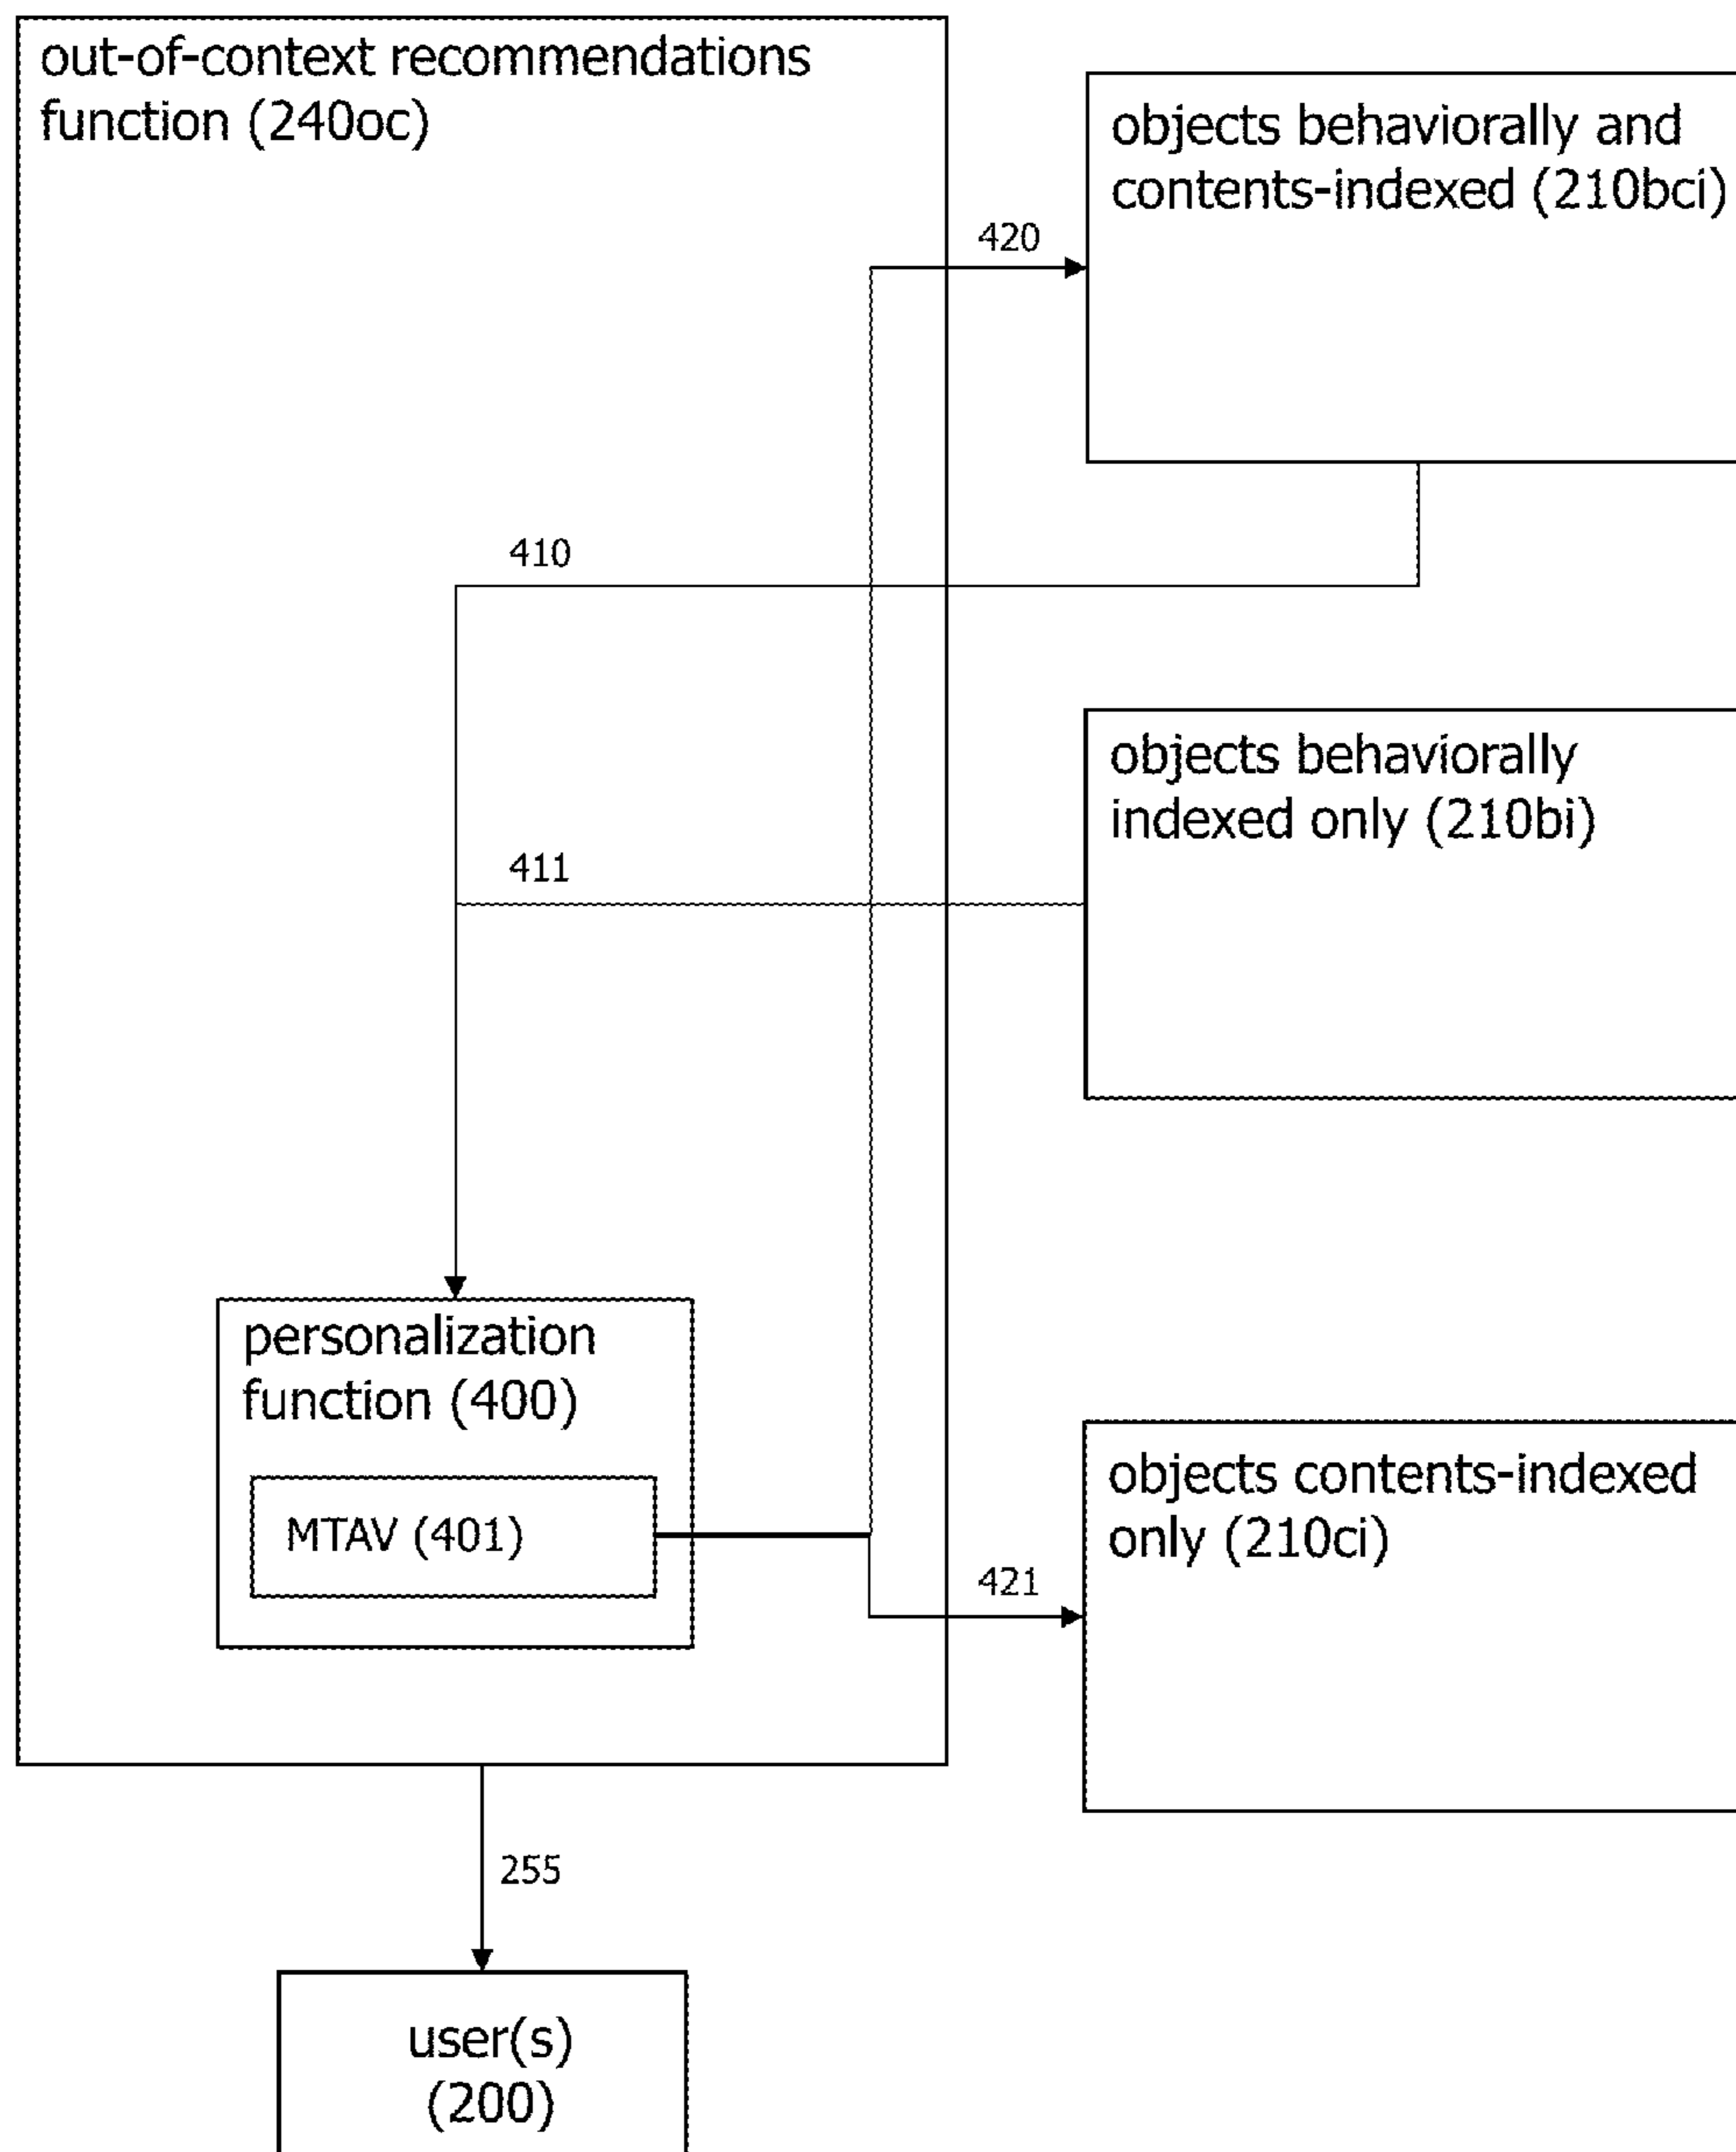 out-of-context recommendations
function (240oc)
objects behaviorally and
contents-indexed (210bci)
420
410
objects behaviorally
indexed only (210bi)
411
personalization
function (400)
MTAV (401)
objects contents-indexed
only (210ci)
421
255
user(s)
(200)